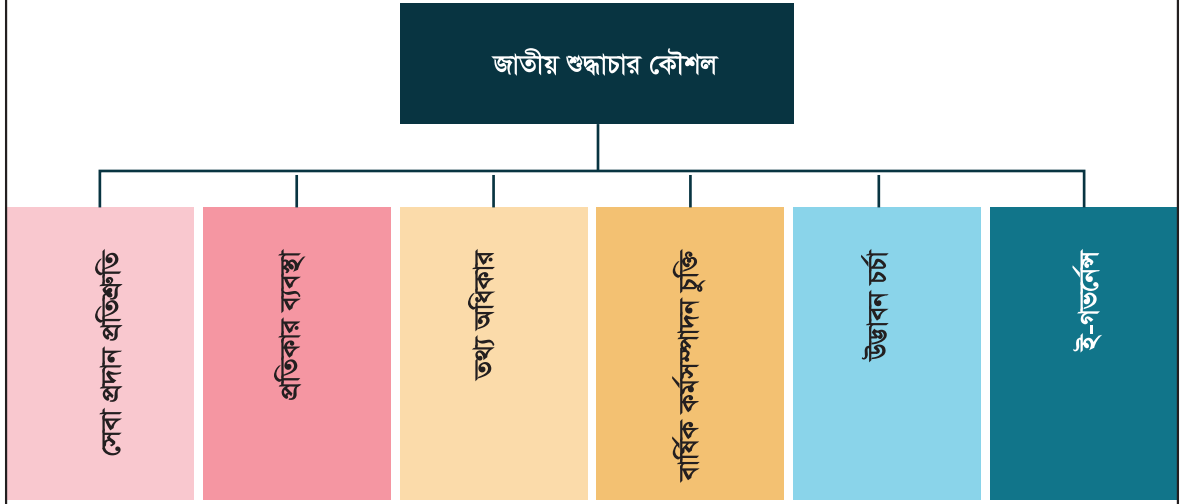 জাতীয় শুদ্ধাচার কৌশল
সেবা প্রদান প্রতিশ্রুতি
প্রতিকার ব্যবস্থা
তথ্য অধিকার
বার্ষিক কর্মসম্পাদন চুক্তি
উদ্ভাবন চর্চা
ই-গভর্নেন্স